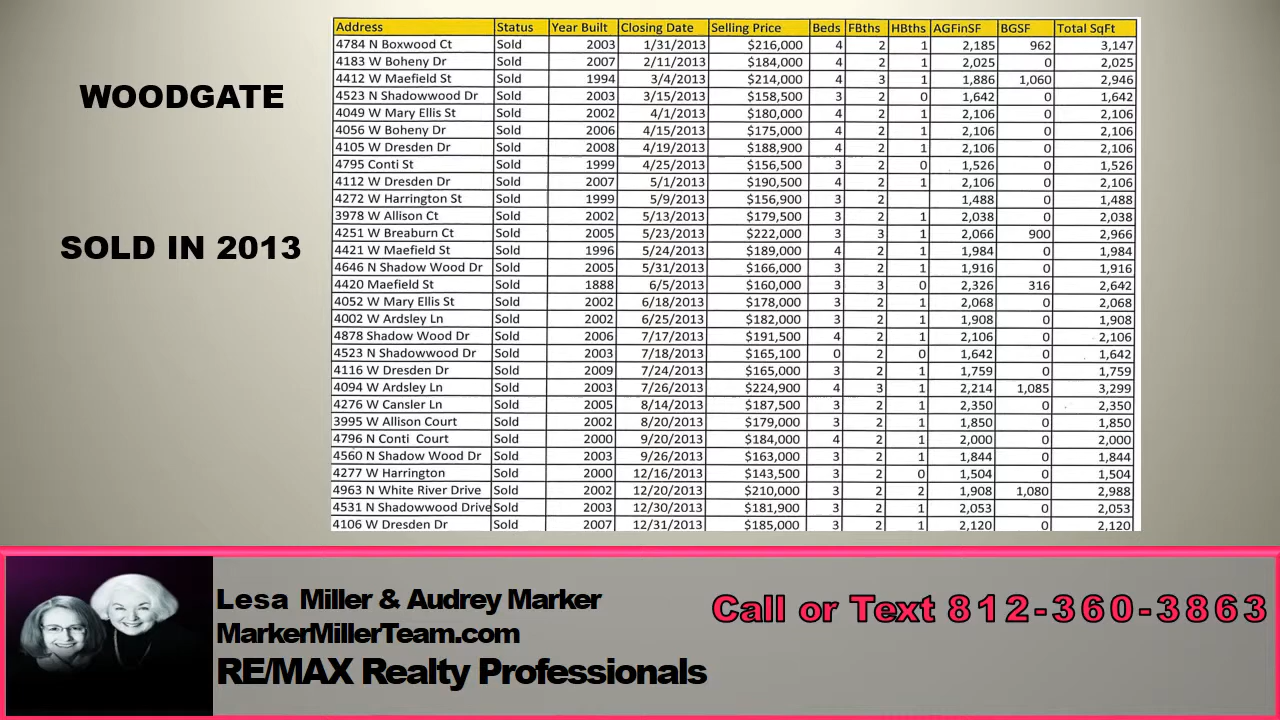 WOODGATE
SOLD IN 2013
Address Status Year Built Closing Date Selling Price Beds FBths HBths AGFinSF BGSF Total SqFt
4784 N Boxwood Ct Sold 2003 1/31/2013 $216,000 4 2 1 2,185 962 3,147
4183 W Boheny Dr Sold 2007 2/11/2013 $184,000 4 2 1 2,025 0 2,025
4412 W Maefield St Sold 1994 3/4/2013 $214,000 4 3 1 1,886 1,060 2,946
4523 N Shadowwood Dr Sold 2003 3/15/2013 $158,500 3 2 0 1,642 0 1,642
4049 W Mary Ellis St Sold 2002 4/1/2013 $180,000 4 2 1 2,106 0 2,106
4056 W Boheny Dr Sold 2006 4/15/2013 $175,000 4 2 1 2,106 0 2,106
4105 W Dresden Dr Sold 2008 4/19/2013 $188,900 4 2 1 2,106 0 2,106
4795 Conti St Sold 1999 4/25/2013 $156,500 3 2 0 1,526 0 1,526
4112 W Dresden Dr Sold 2007 5/1/2013 $190,500 4 2 1 2,106 0 2,106
4272 W Harrington St Sold 1999 5/9/2013 $156,900 3 2 1,488 0 1,488
3978 W Allison Ct Sold 2002 5/13/2013 $179,500 3 2 1 2,038 0 2,038
4251 W Breaburn Ct Sold 2005 5/23/2013 $222,000 3 3 1 2,066 900 2,966
4421 W Maefield St Sold 1996 5/24/2013 $189,000 4 2 1 1,984 0 1,984
4646 N Shadow Wood Dr Sold 2005 5/31/2013 $166,000 3 2 1 1,916 0 1,916
4420 Maefield St Sold 1888 6/5/2013 $160,000 3 3 0 2,326 316 2,642
4052 W Mary Ellis St Sold 2002 6/18/2013 $178,000 3 2 1 2,068 0 2,068
4002 W Ardsley Ln Sold 2002 6/25/2013 $182,000 3 2 1 1,908 0 1,908
4878 Shadow Wood Dr Sold 2006 7/17/2013 $191,500 4 2 1 2,106 0 2,106
4523 N Shadowwood Dr Sold 2003 7/18/2013 $165,100 0 2 0 1,642 0 1,642
4116 W Dresden Dr Sold 2009 7/24/2013 $165,000 3 2 1 1,759 0 1,759
4094 W Ardsley Ln Sold 2003 7/26/2013 $224,900 4 3 1 2,214 1,085 3,299
4276 W Cansler Ln Sold 2005 8/14/2013 $187,500 3 2 1 2,350 0 2,350
3995 W Allison Court Sold 2002 8/20/2013 $179,000 3 2 1 1,850 0 1,850
4796 N Conti Court Sold 2000 9/20/2013 $184,000 4 2 1 2,000 0 2,000
4560 N Shadow Wood Dr Sold 2003 9/26/2013 $163,000 3 2 1 1,844 0 1,844
4277 W Harrington Sold 2000 12/16/2013 $143,500 3 2 0 1,504 0 1,504
4963 N White River Drive Sold 2002 12/20/2013 $210,000 3 2 2 1,908 1,080 2,988
4531 N Shadowwood Drive Sold 2003 12/30/2013 $181,900 3 2 1 2,053 0 2,053
4106 W Dresden Dr Sold 2007 12/31/2013 $185,000 3 2 1 2,120 0 2,120
Lesa Miller & Audrey Marker
MarkerMillerTeam.com
RE/MAX Realty Professionals
Call or Text 812-360-3863